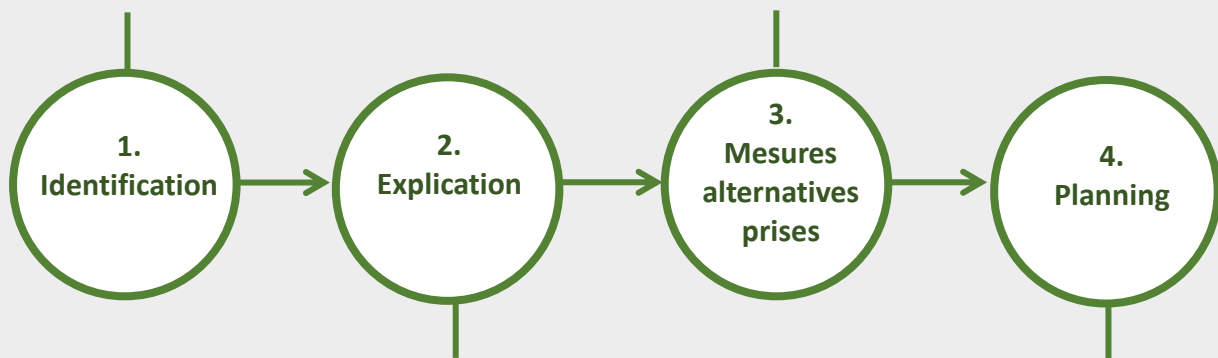 1.
Identification
2.
Explication
3.
Mesures
alternatives
prises
4.
Planning